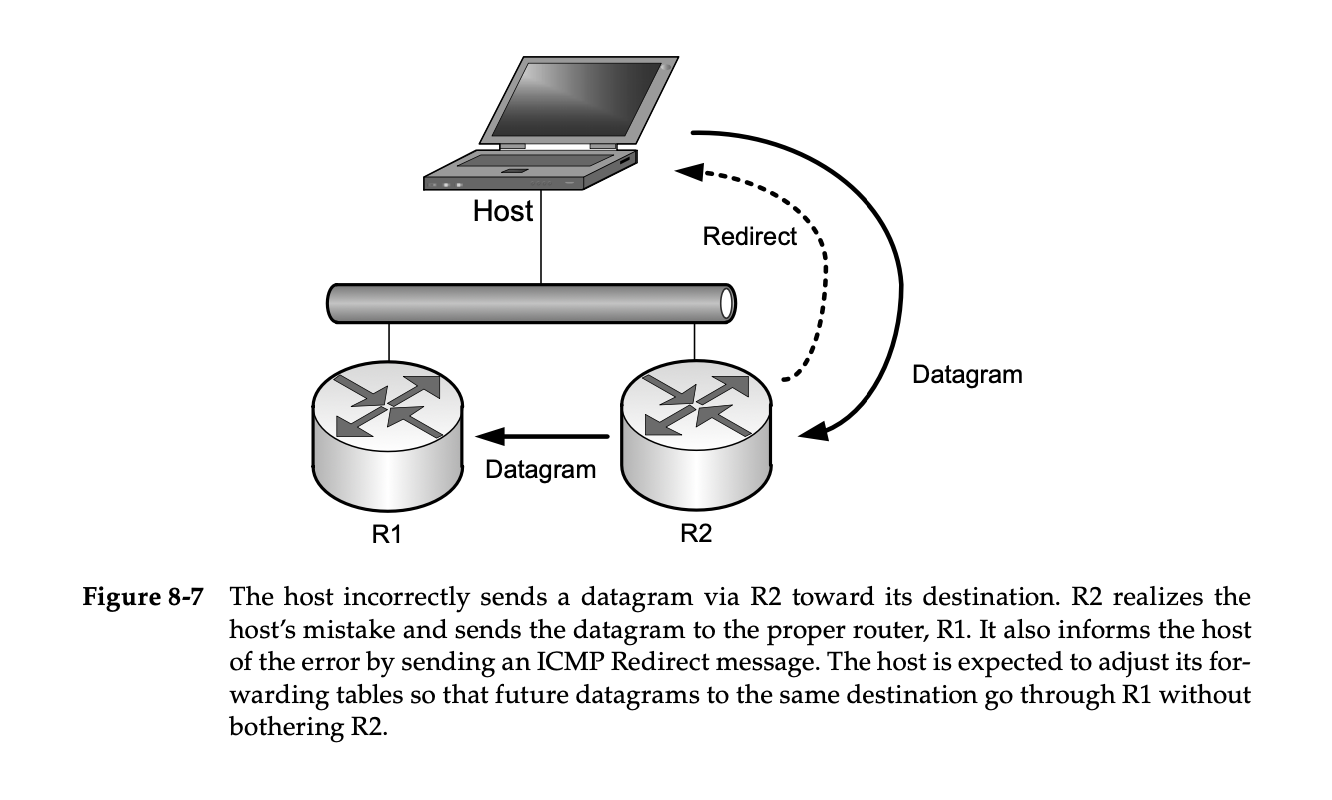 Host
Redirect
Datagram
Datagram
R1
R2
Figure 8-7 The host incorrectly sends a datagram via R2 toward its destination. R2 realizes the
host’s mistake and sends the datagram to the proper router, R1. It also informs the host
of the error by sending an ICMP Redirect message. The host is expected to adjust its for-
warding tables so that future datagrams to the same destination go through R1 without
bothering R2.